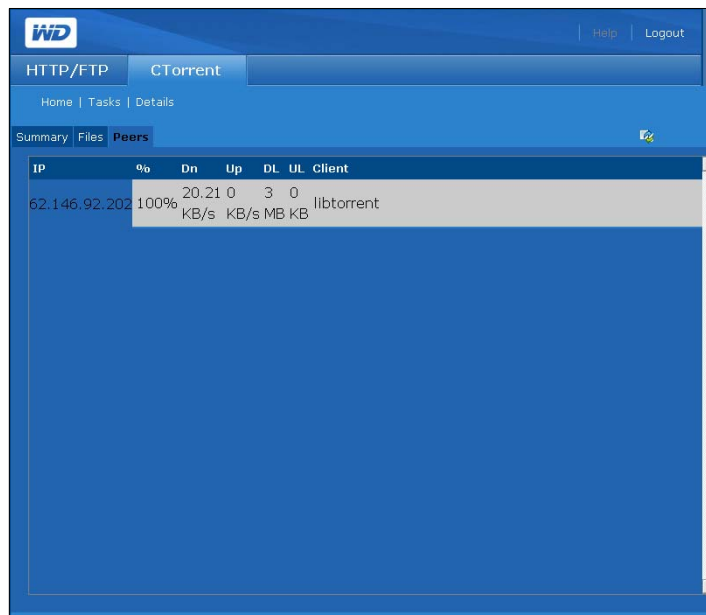 WD
Help | Logout
HTTP/FTP CTorrent
Home | Tasks | Details
Summary Files Peers
IP % Dn Up DL UL Client
62.146.92.202 100% 20.21 KB/s 0 KB/s 3 MB 0 KB libtorrent